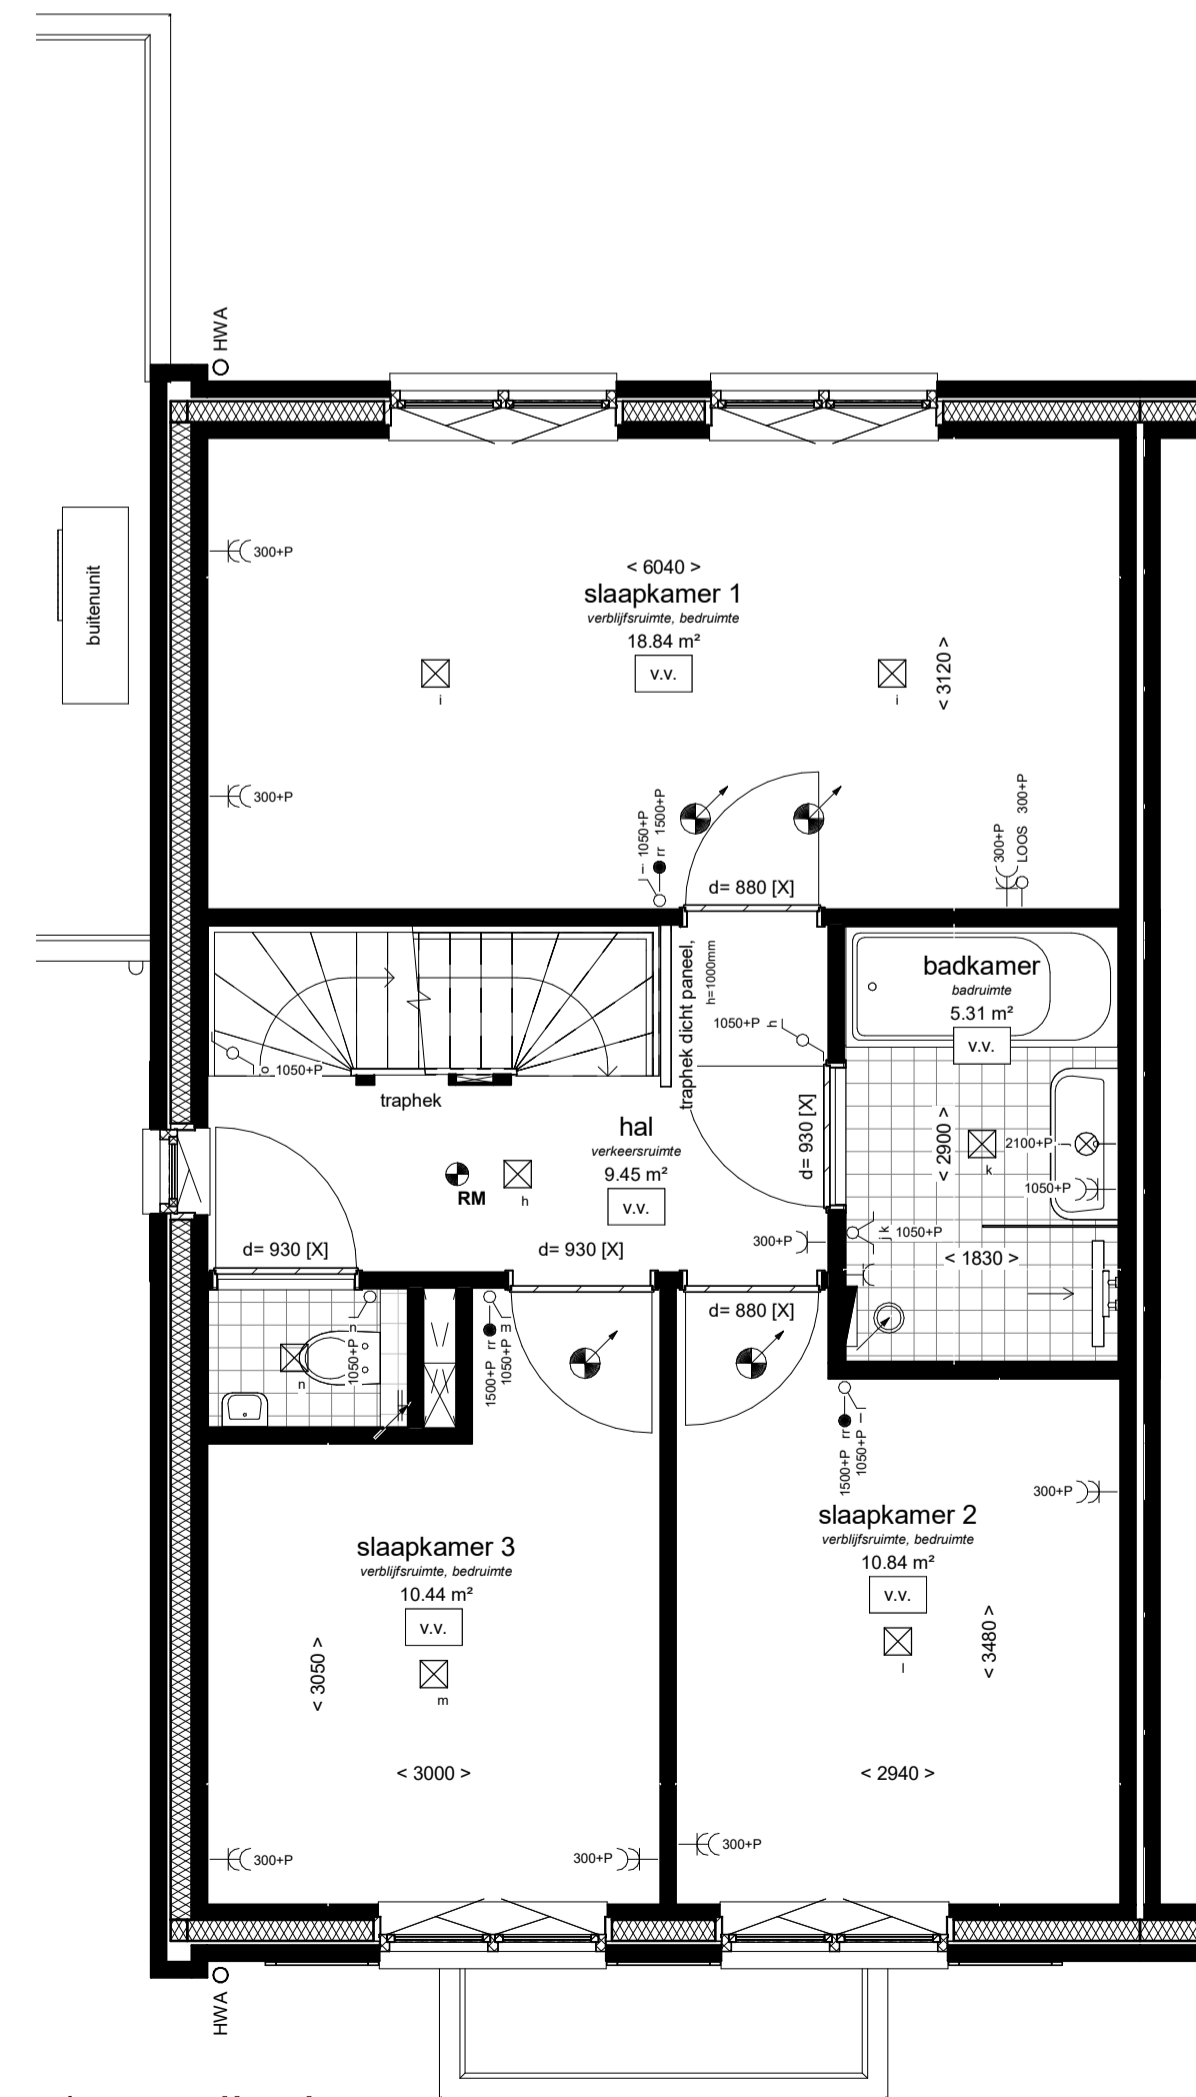 HWA
buitenunit
300+P
< 6040 >
slaapkamer 1
verblijfsruimte, bedruimte
18.84 m²
v.v.
< 3120 >
i
i
300+P
1050+P
rr 1500+P
d= 880 [X]
300+P
LOOS 300+P
traphek dicht paneel,
h=1000mm
badkamer
badruimte
5.31 m²
v.v.
1050+P h
o 1050+P
traphek
hal
verkeersruimte
9.45 m²
v.v.
RM
h
d= 930 [X]
< 2900 >
k
2100+P j
1050+P
j k 1050+P
300+P
< 1830 >
d= 930 [X]
d= 930 [X]
d= 880 [X]
n
n
1050+P
1500+P rr
1050+P m
1500+P rr
1050+P l
300+P
slaapkamer 2
verblijfsruimte, bedruimte
10.84 m²
v.v.
l
< 3480 >
< 2940 >
slaapkamer 3
verblijfsruimte, bedruimte
10.44 m²
v.v.
m
< 3050 >
< 3000 >
300+P
300+P
300+P
HWA